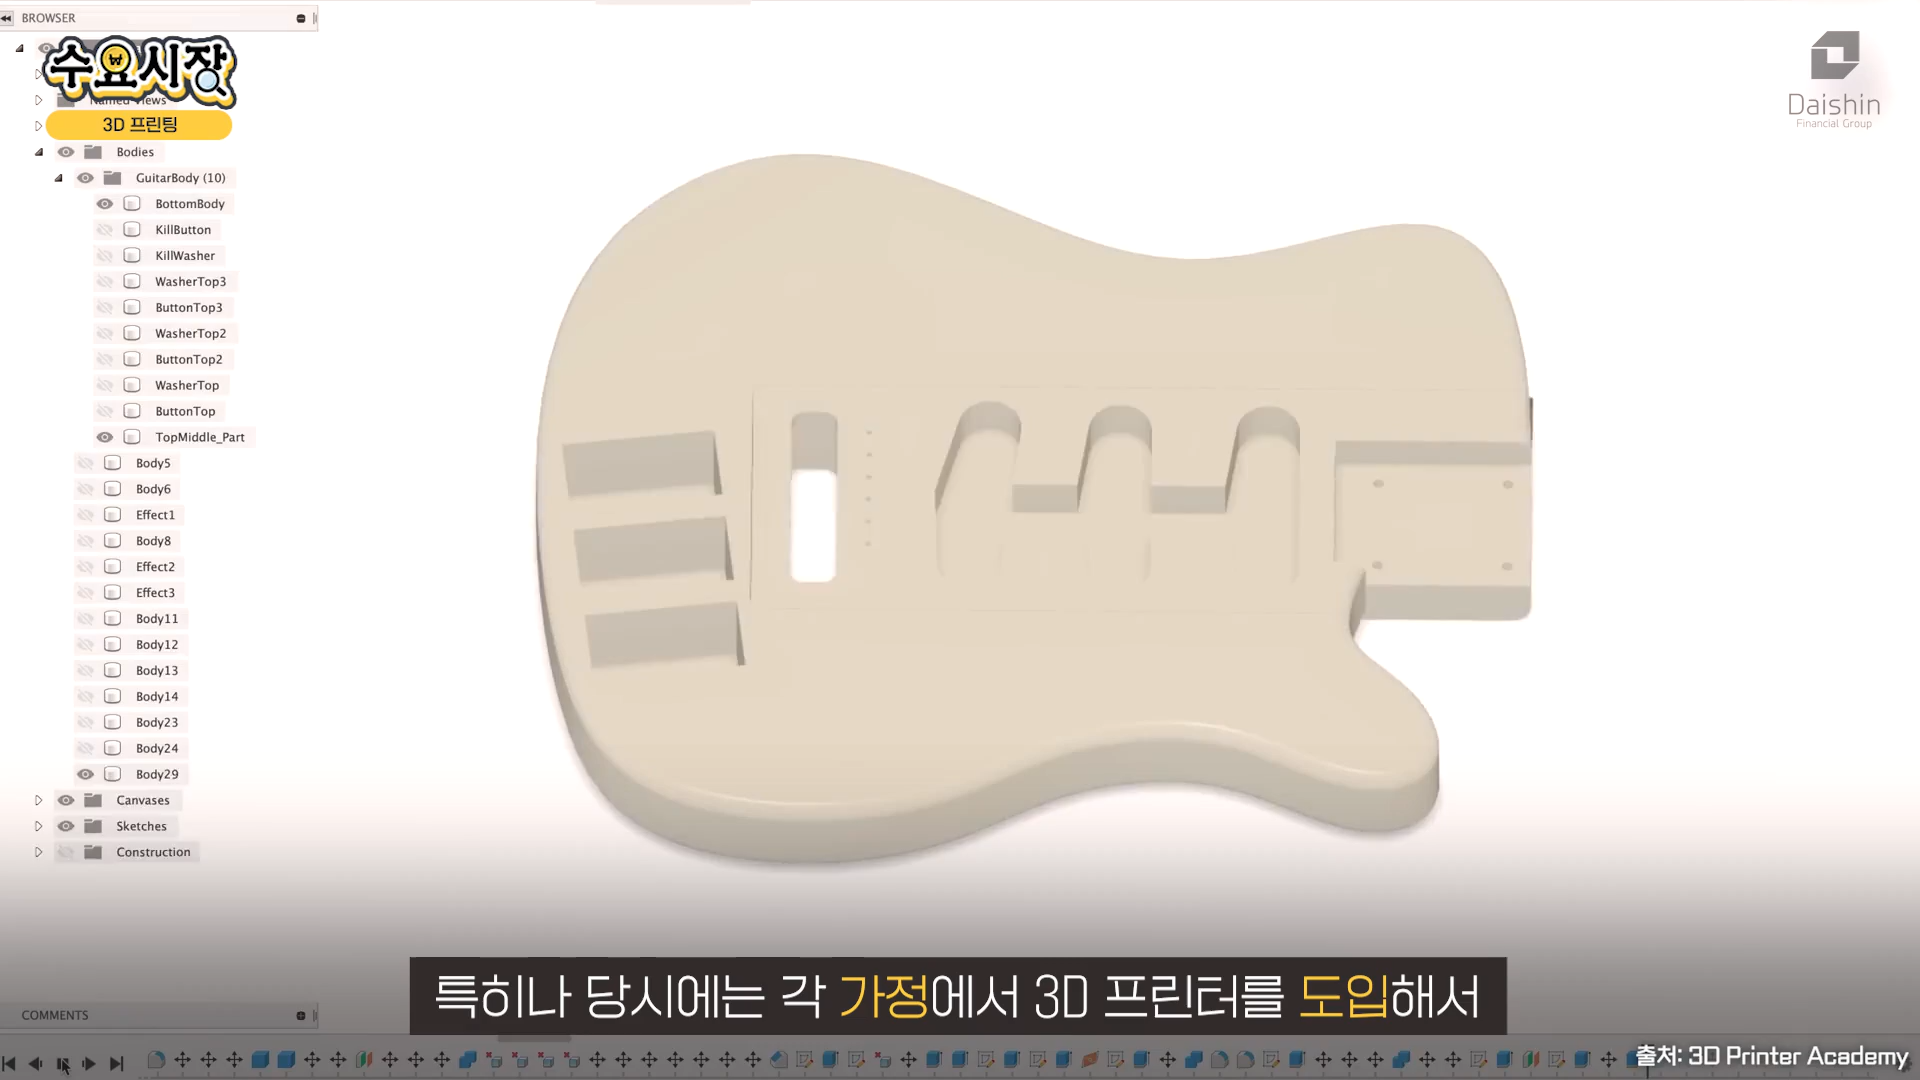 BROWSER
수요시장
Named Views
3D 프린팅
Bodies
GuitarBody (10)
BottomBody
KillButton
KillWasher
WasherTop3
ButtonTop3
WasherTop2
ButtonTop2
WasherTop
ButtonTop
TopMiddle_Part
Body5
Body6
Effect1
Body8
Effect2
Effect3
Body11
Body12
Body13
Body14
Body23
Body24
Body29
Canvases
Sketches
Construction
Daishin
Financial Group
특히나 당시에는 각 가정에서 3D 프린터를 도입해서
COMMENTS
출처: 3D Printer Academy